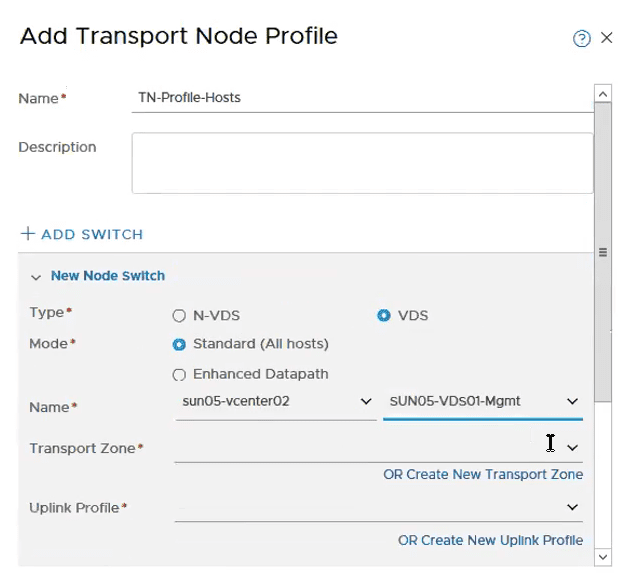 Add Transport Node Profile
Name* TN-Profile-Hosts
Description
+ ADD SWITCH
New Node Switch
Type* N-VDS VDS
Mode* Standard (All hosts)
Enhanced Datapath
Name* sun05-vcenter02 SUN05-VDS01-Mgmt
Transport Zone*
OR Create New Transport Zone
Uplink Profile*
OR Create New Uplink Profile